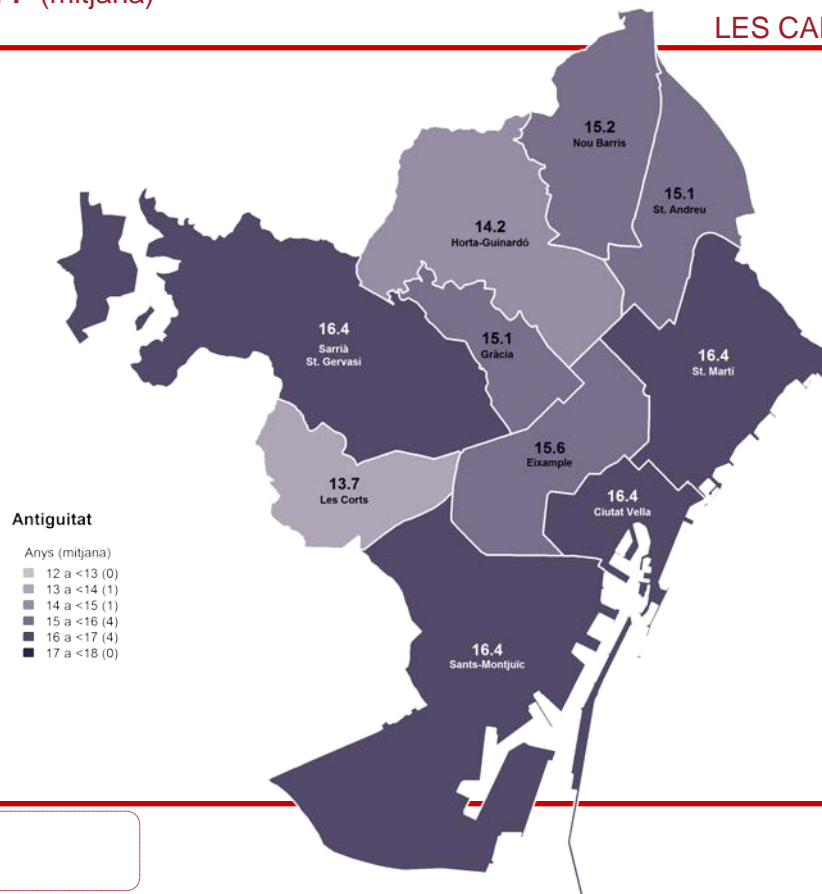 (mitjana)
LES CA
15.2
Nou Barris
15.1
St. Andreu
14.2
Horta-Guinardó
16.4
Sarrià
St. Gervasi
15.1
Gràcia
16.4
St. Martí
15.6
Eixample
13.7
Les Corts
16.4
Ciutat Vella
Antiguitat
Anys (mitjana)
12 a <13 (0)
13 a <14 (1)
14 a <15 (1)
15 a <16 (4)
16 a <17 (4)
17 a <18 (0)
16.4
Sants-Montjuïc